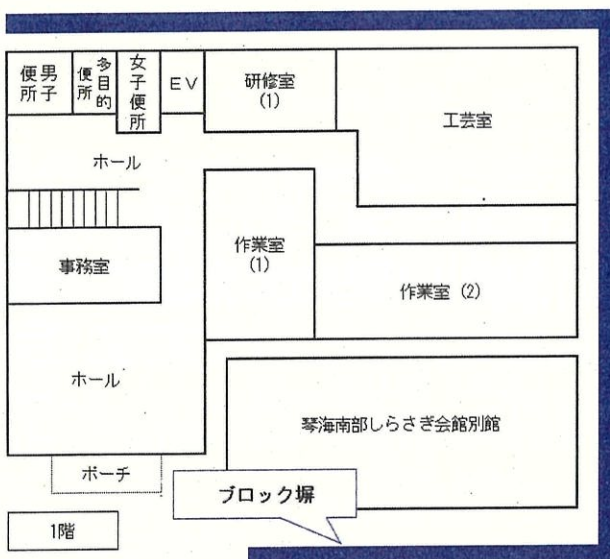 男子便所
多目的便所
女子便所
EV
研修室
(1)
工芸室
ホール
事務室
作業室
(1)
作業室 (2)
ホール
琴海南部しらさぎ会館別館
ポーチ
ブロック塀
1階